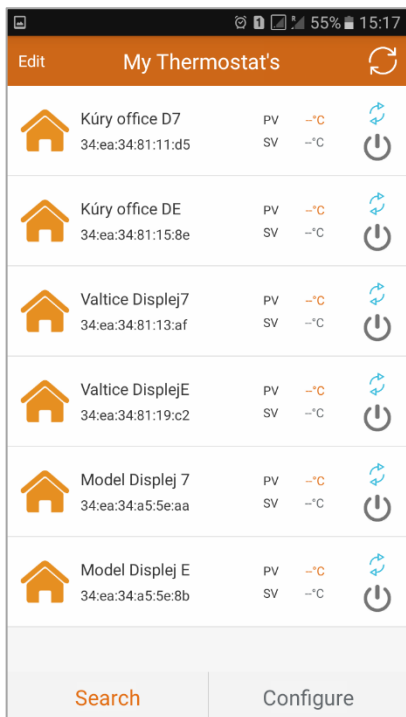 1 55% 15:17
Edit My Thermostat's
Kúry office D7 PV --°C
34:ea:34:81:11:d5 SV --°C
Kúry office DE PV --°C
34:ea:34:81:15:8e SV --°C
Valtice Displej7 PV --°C
34:ea:34:81:13:af SV --°C
Valtice DisplejE PV --°C
34:ea:34:81:19:c2 SV --°C
Model Displej 7 PV --°C
34:ea:34:a5:5e:aa SV --°C
Model Displej E PV --°C
34:ea:34:a5:5e:8b SV --°C
Search Configure